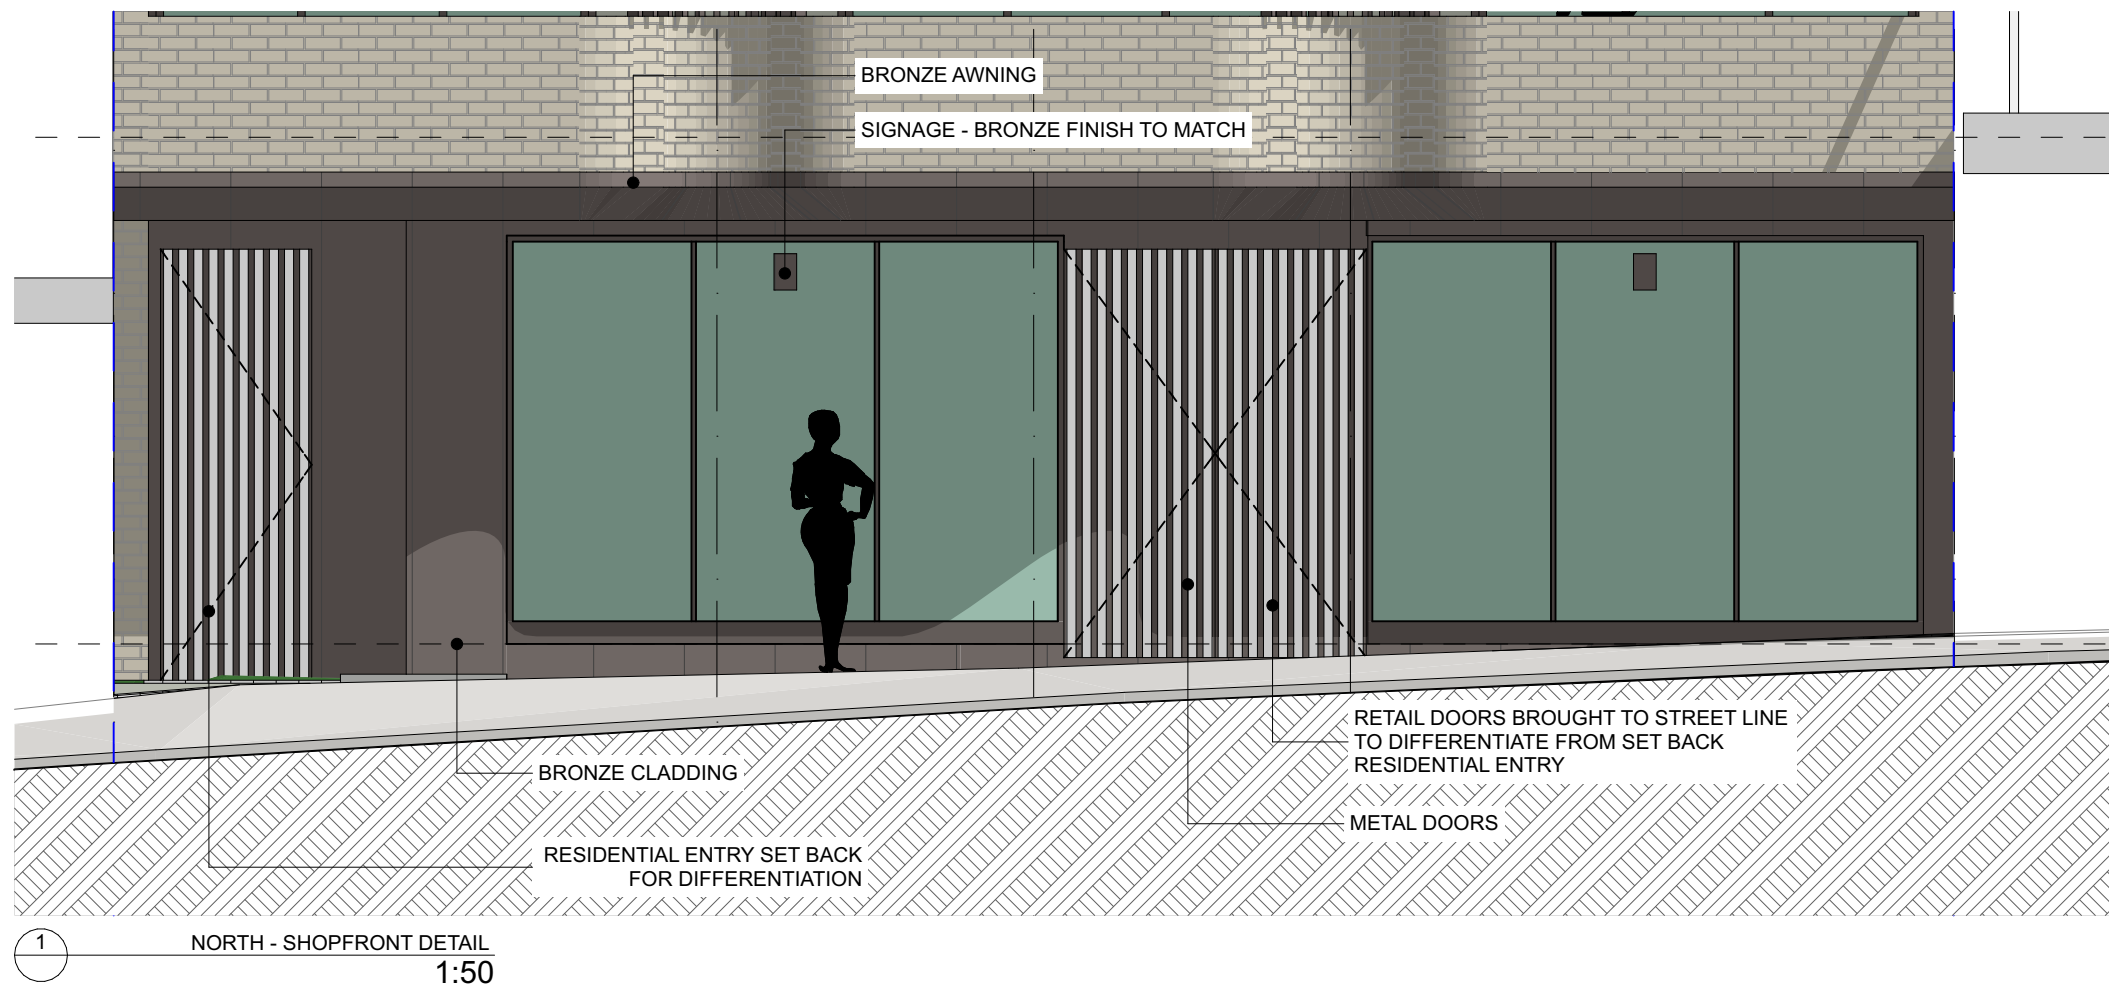 BRONZE AWNING
SIGNAGE - BRONZE FINISH TO MATCH
RETAIL DOORS BROUGHT TO STREET LINE
TO DIFFERENTIATE FROM SET BACK
RESIDENTIAL ENTRY
BRONZE CLADDING
METAL DOORS
RESIDENTIAL ENTRY SET BACK
FOR DIFFERENTIATION
1
NORTH - SHOPFRONT DETAIL
1:50